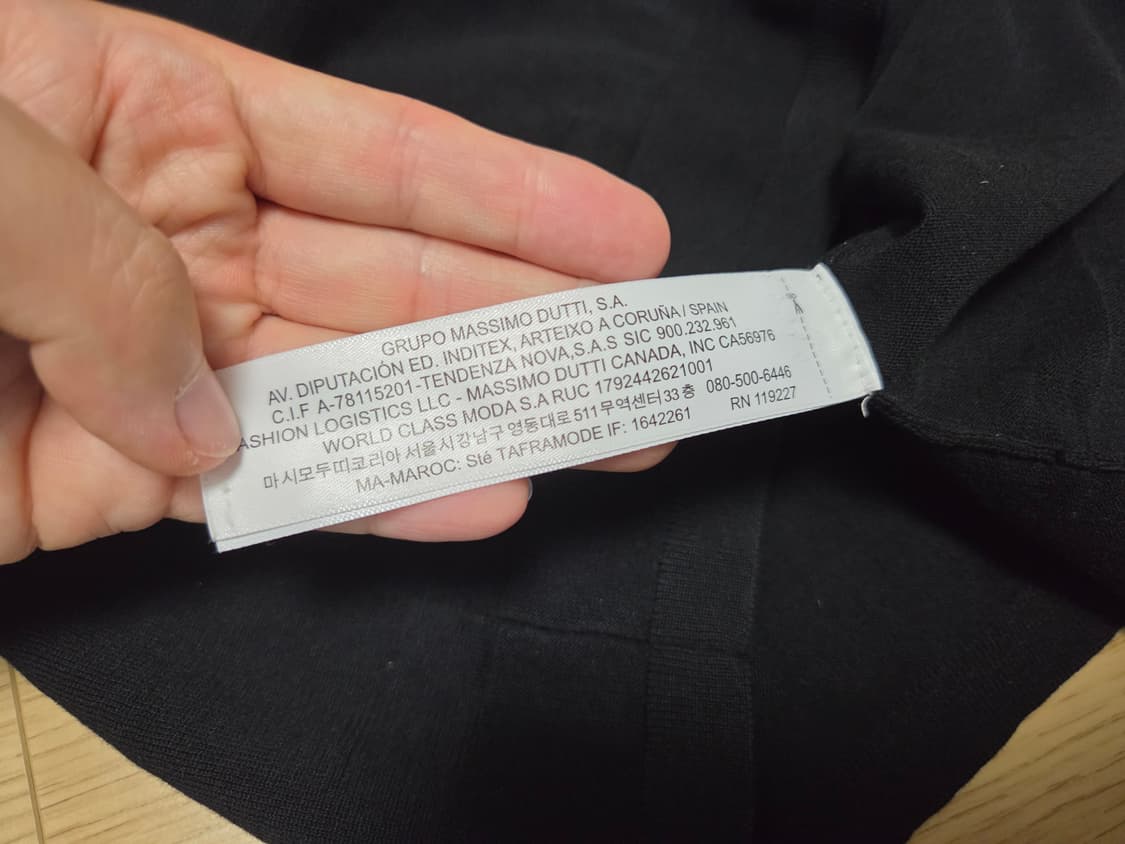 GRUPO MASSIMO DUTTI, S.A.
AV. DIPUTACIÓN ED. INDITEX, ARTEIXO A CORUÑA / SPAIN
C.I.F A-78115201-TENDENZA NOVA,S.A.S SIC 900.232.961
ASHION LOGISTICS LLC - MASSIMO DUTTI CANADA, INC CA56976
WORLD CLASS MODA S.A RUC 1792442621001
마시모두띠코리아 서울시강남구영동대로511무역센터33층 080-500-6446
MA-MAROC: Sté TAFRAMODE IF: 1642261 RN 119227